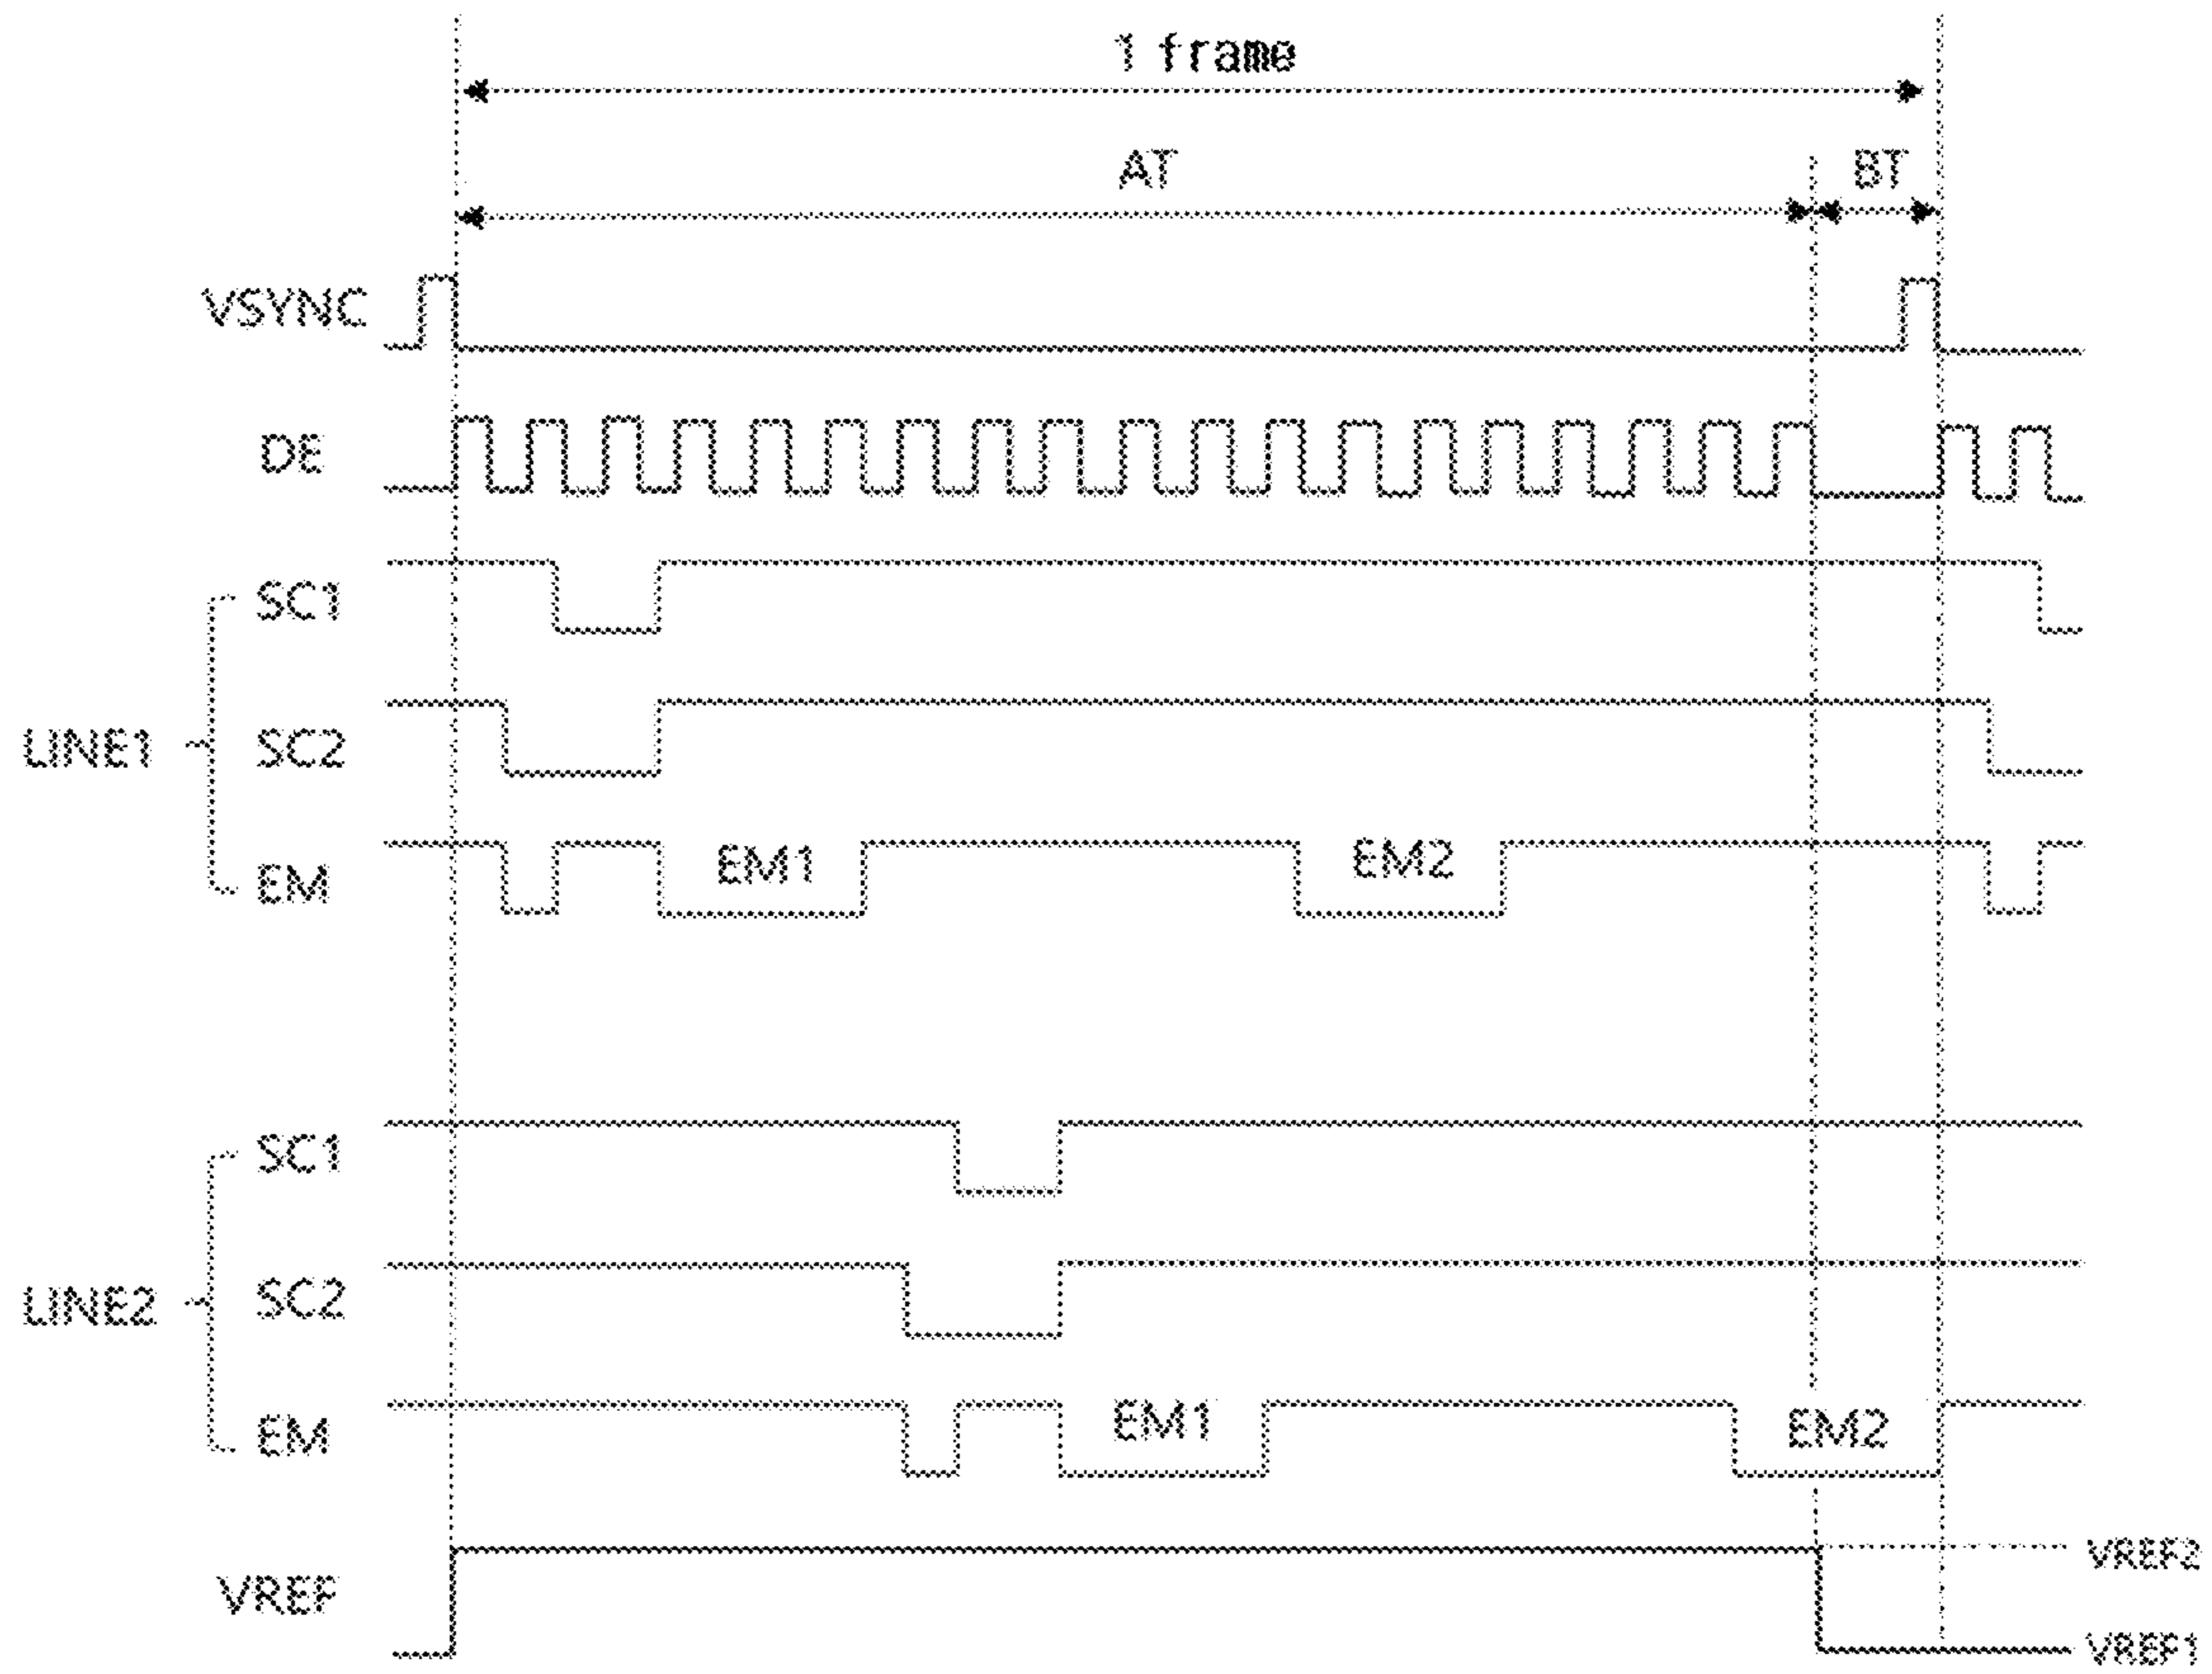 1 frame
AT
BT
VSYNC
DE
LINE1
SC1
SC2
EM
EM1
EM2
LINE2
SC1
SC2
EM
EM1
EM2
VREF
VREF2
VREF1